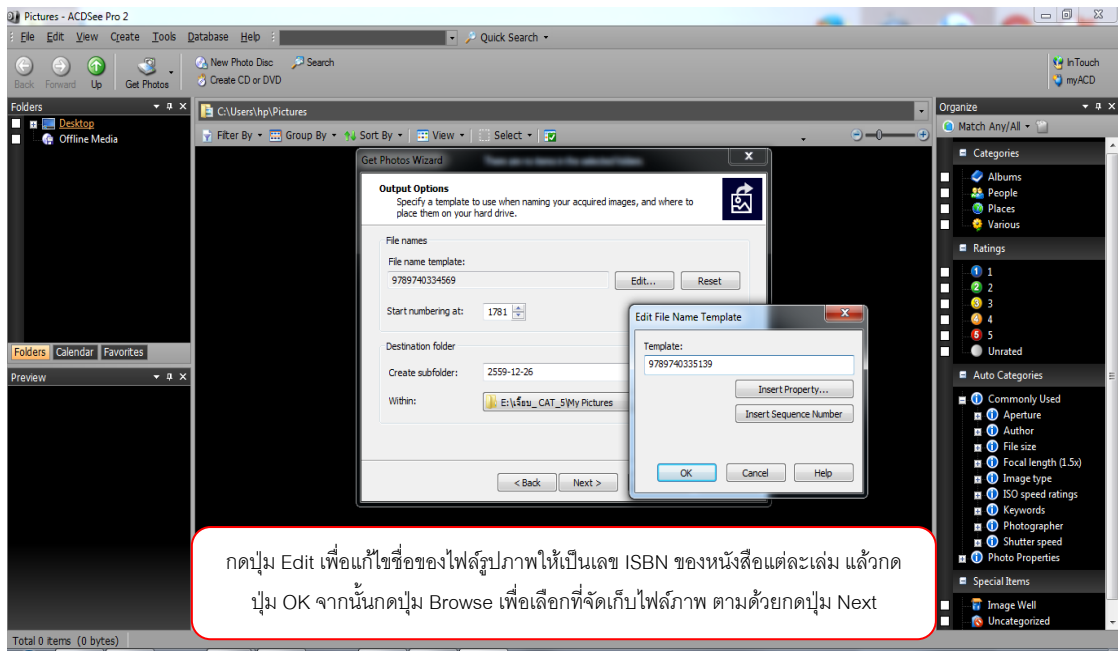 Pictures - ACDSee Pro 2
File Edit View Create Tools Database Help Quick Search
Back Forward Up Get Photos
New Photo Disc Search
Create CD or DVD
InTouch
myACD
Folders
Desktop
Offline Media
Folders Calendar Favorites
Preview
C:\Users\hp\Pictures
Filter By Group By Sort By View Select
Get Photos Wizard
Output Options
Specify a template to use when naming your acquired images, and where to
place them on your hard drive.
File names
File name template:
9789740334569
Edit... Reset
Start numbering at: 1781
Destination folder
Create subfolder: 2559-12-26
Within: E:\เจี๊ยบ_CAT_5\My Pictures
< Back Next >
Edit File Name Template
Template:
9789740335139
Insert Property...
Insert Sequence Number
OK Cancel Help
Organize
Match Any/All
Categories
Albums
People
Places
Various
Ratings
1 1
2 2
3 3
4 4
5 5
Unrated
Auto Categories
Commonly Used
Aperture
Author
File size
Focal length (1.5x)
Image type
ISO speed ratings
Keywords
Photographer
Shutter speed
Photo Properties
Special Items
Image Well
Uncategorized
กดปุ่ม Edit เพื่อแก้ไขชื่อของไฟล์รูปภาพให้เป็นเลข ISBN ของหนังสือแต่ละเล่ม แล้วกด
ปุ่ม OK จากนั้นกดปุ่ม Browse เพื่อเลือกที่จัดเก็บไฟล์ภาพ ตามด้วยกดปุ่ม Next
Total 0 items (0 bytes)